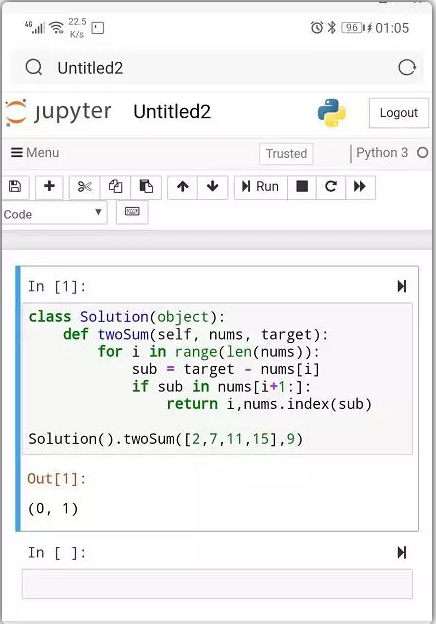 4G 22.5 K/s 96 01:05
Untitled2
jupyter Untitled2 Logout
Menu Trusted Python 3
Run
Code
In [1]:
class Solution(object):
    def twoSum(self, nums, target):
        for i in range(len(nums)):
            sub = target - nums[i]
            if sub in nums[i+1:]:
                return i,nums.index(sub)
Solution().twoSum([2,7,11,15],9)
Out[1]:
(0, 1)
In [ ]: